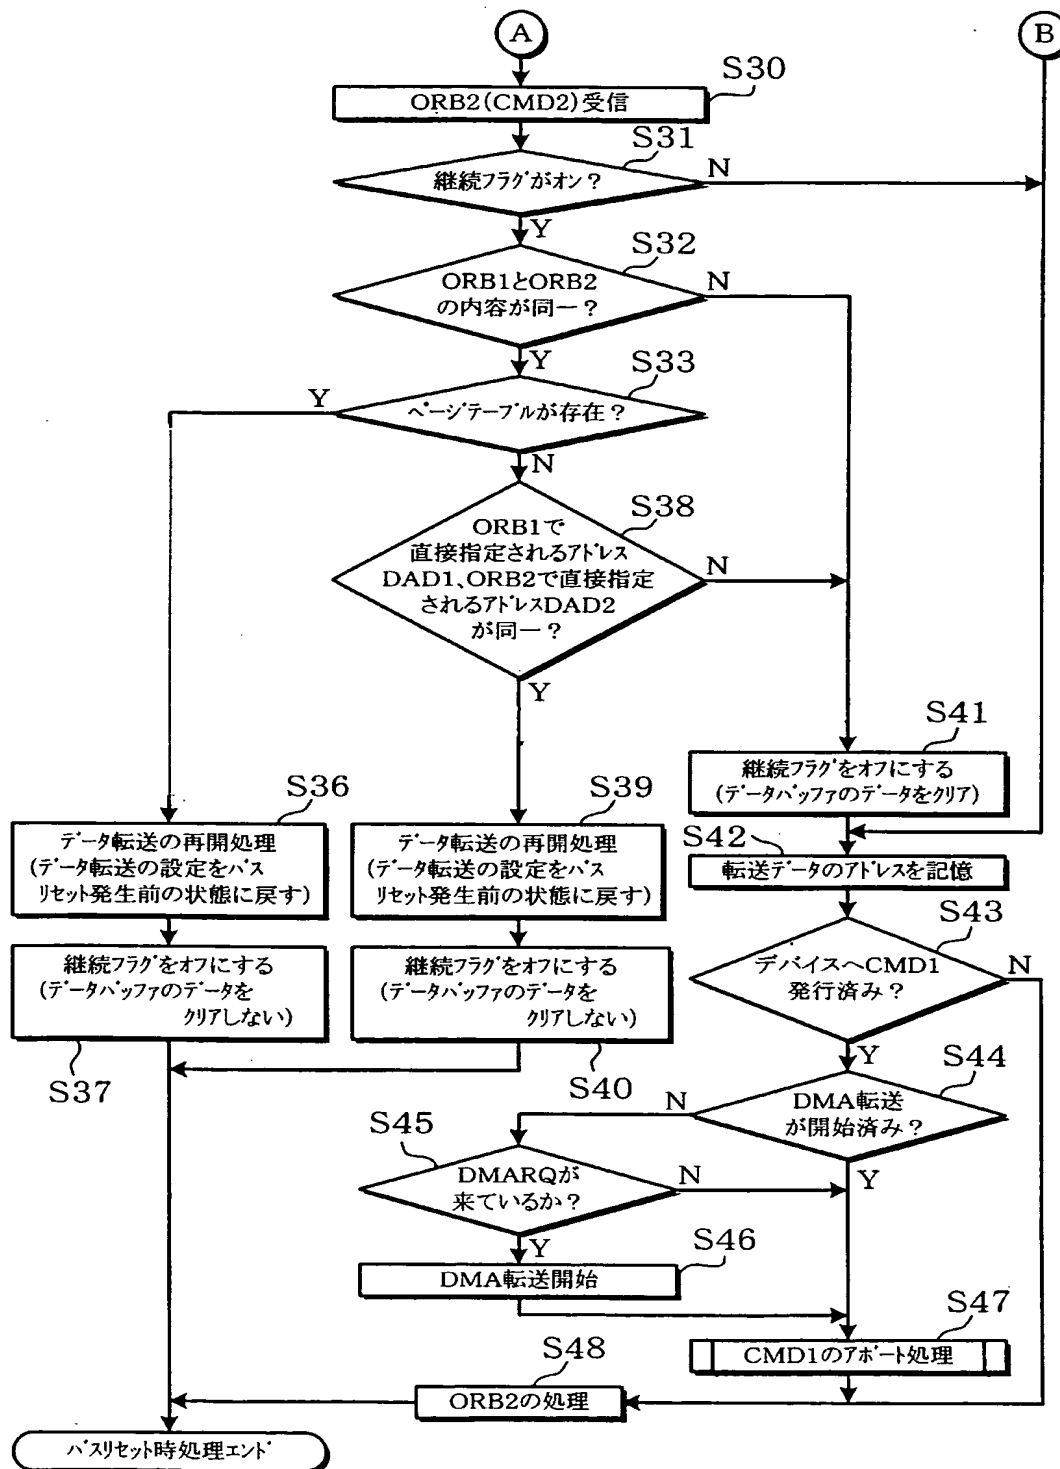 A
B
S30
ORB2(CMD2)受信
S31
継続フラグがオン？
N
Y
S32
ORB1とORB2
の内容が同一？
N
Y
S33
ページテーブルが存在？
Y
N
S38
ORB1で
直接指定されるアドレス
DAD1、ORB2で直接指定
されるアドレスDAD2
が同一？
N
Y
S41
継続フラグをオフにする
(データバッファのデータをクリア)
S36
データ転送の再開処理
(データ転送の設定をバス
リセット発生前の状態に戻す)
S39
データ転送の再開処理
(データ転送の設定をバス
リセット発生前の状態に戻す)
S42
転送データのアドレスを記憶
継続フラグをオフにする
(データバッファのデータを
クリアしない)
S37
継続フラグをオフにする
(データバッファのデータを
クリアしない)
S40
S43
デバイスへCMD1
発行済み？
N
Y
S44
DMA転送
が開始済み？
N
Y
S45
DMARQが
来ているか？
N
Y
S46
DMA転送開始
S47
CMD1のアボート処理
S48
ORB2の処理
バスリセット時処理エンド